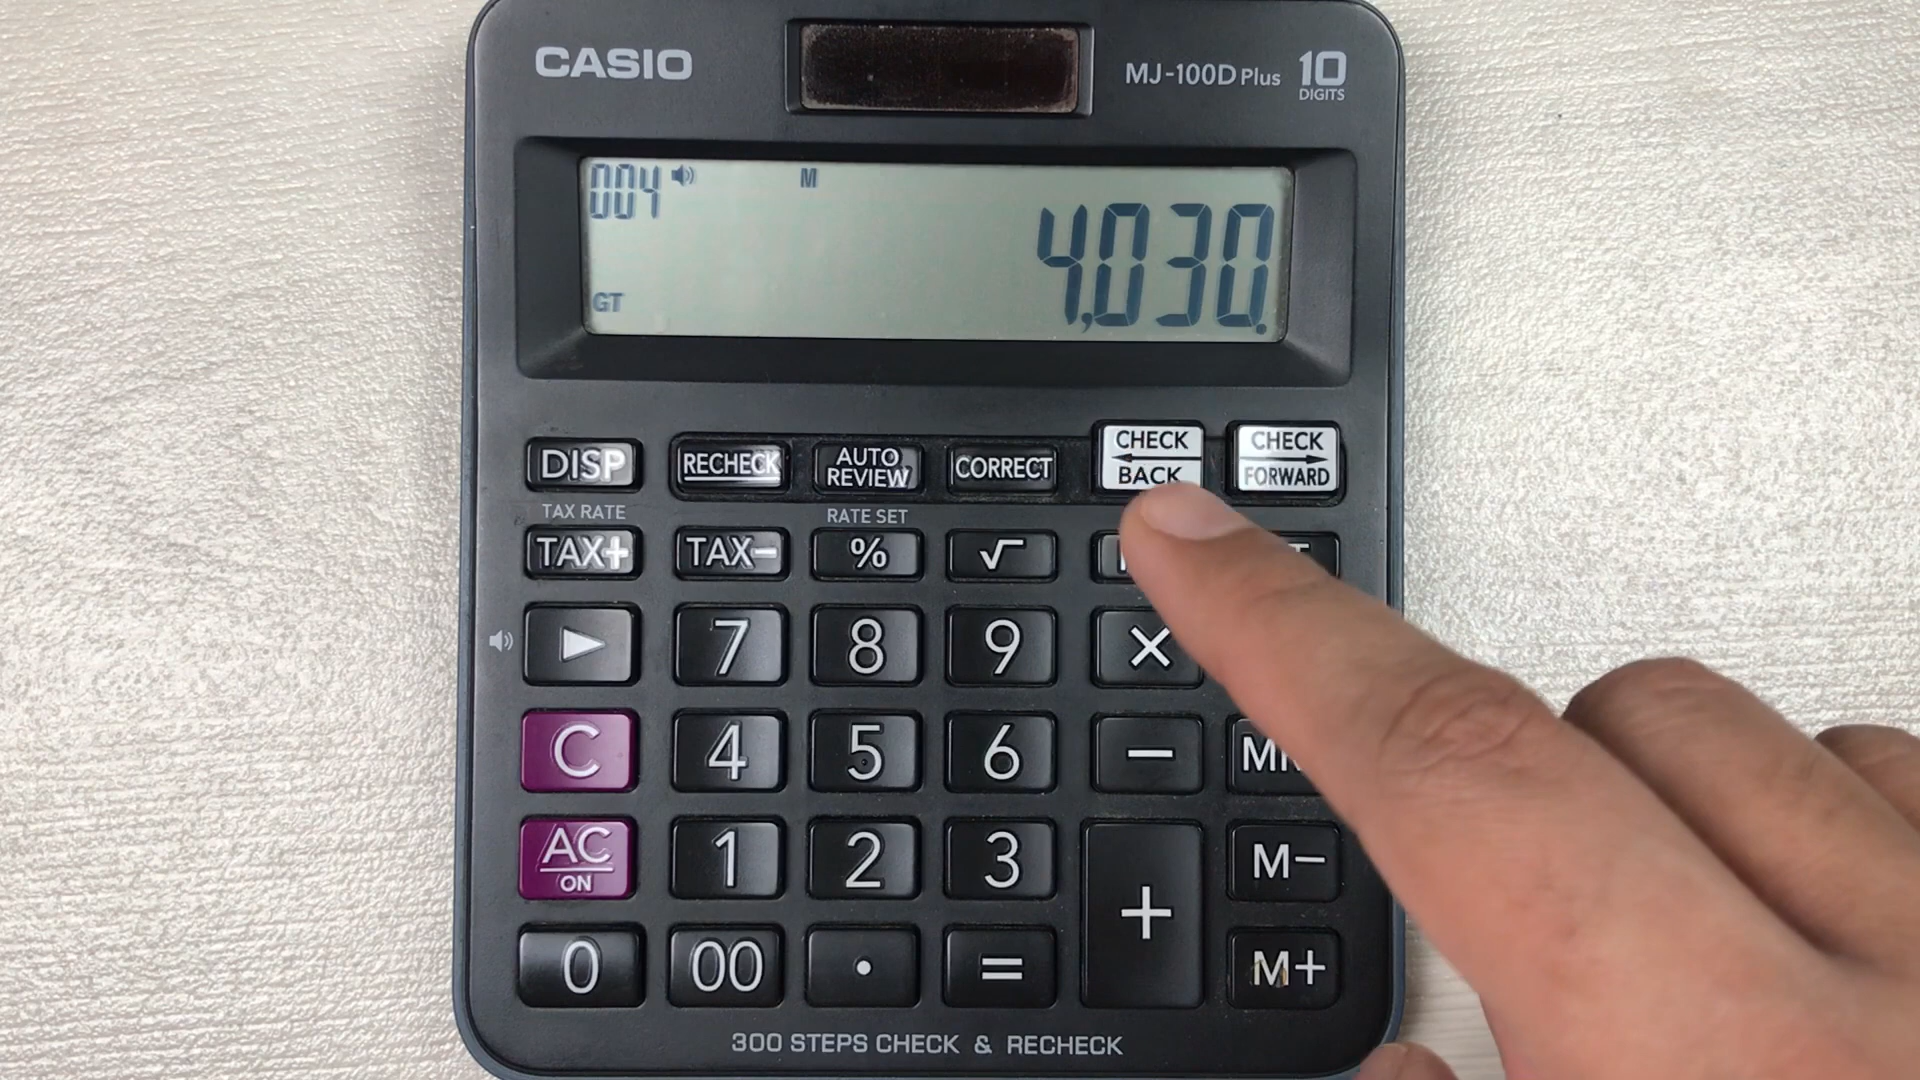 CASIO
MJ-100D Plus 10
DIGITS
004 M
4,030.
GT
DISP RECHECK AUTO REVIEW CORRECT CHECK BACK CHECK FORWARD
TAX RATE RATE SET
TAX+ TAX− % √
7 8 9 ×
C 4 5 6 −
AC ON 1 2 3 + M−
0 00 . = M+
300 STEPS CHECK & RECHECK